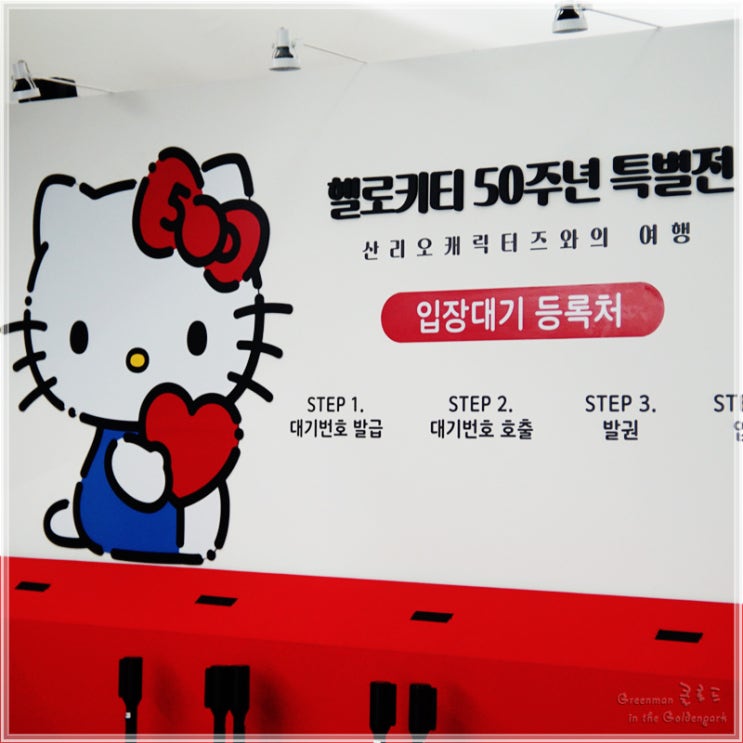 헬로키티 50주년 특별전
산리오캐릭터즈와의 여행
입장대기 등록처
STEP 1.
대기번호 발급
STEP 2.
대기번호 호출
STEP 3.
발권
Greenman
in the Goldenpark